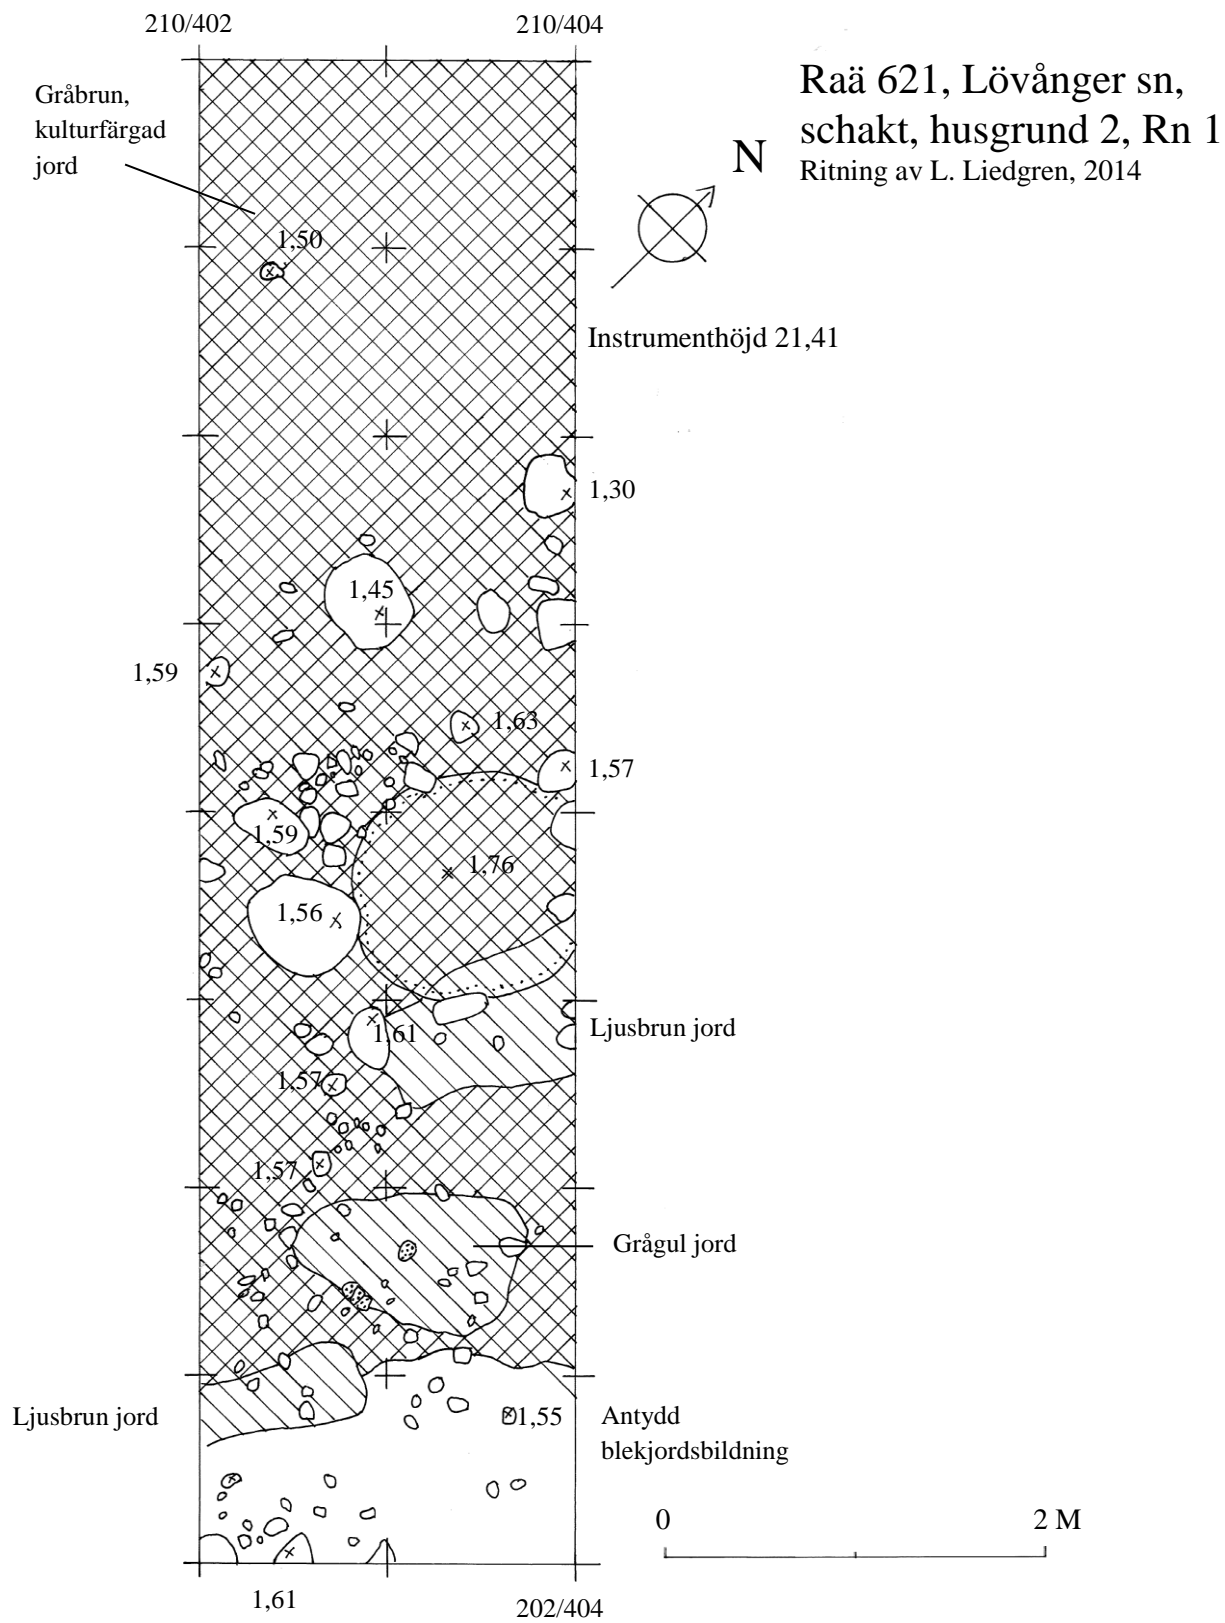 210/402
210/404
Raä 621, Lövånger sn,
schakt, husgrund 2, Rn 1
Ritning av L. Liedgren, 2014
Gråbrun,
kulturfärgad
jord
N
1,50
Instrumenthöjd 21,41
1,30
1,45
1,59
1,63
1,57
1,59
1,76
1,56
Ljusbrun jord
1,61
1,57
1,57
Grågul jord
Ljusbrun jord
1,55
Antydd
blekjordsbildning
0
2 M
1,61
202/404